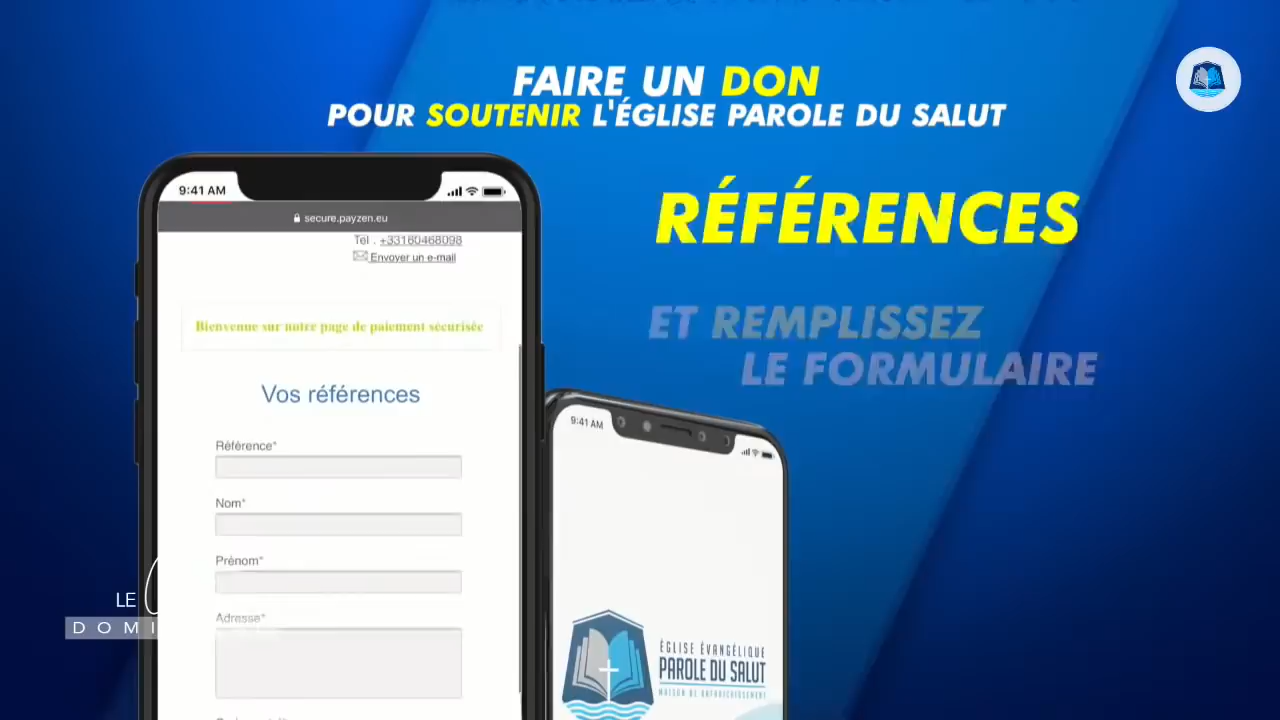 FAIRE UN DON
POUR SOUTENIR L'ÉGLISE PAROLE DU SALUT
RÉFÉRENCES
ET REMPLISSEZ
LE FORMULAIRE
9:41 AM
secure.payzen.eu
Tél. +33160468098
Envoyer un e-mail
Bienvenue sur notre page de paiement sécurisée
Vos références
Référence*
Nom*
Prénom*
Adresse*
9:41 AM
ÉGLISE ÉVANGÉLIQUE
PAROLE DU SALUT
LE
DOMI